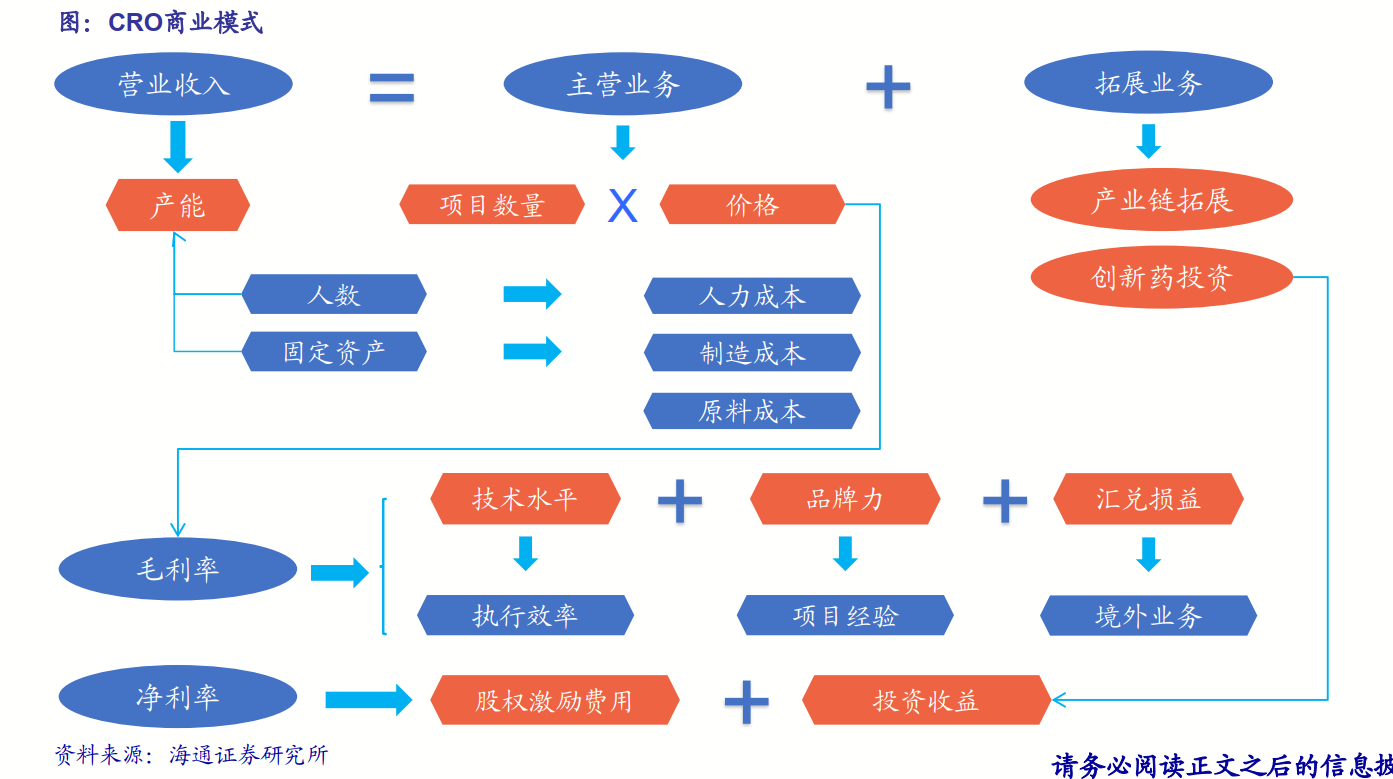 图：CRO商业模式
营业收入 = 主营业务 + 拓展业务
产能 项目数量 X 价格 产业链拓展
创新药投资
人数 人力成本
固定资产 制造成本
原料成本
技术水平 + 品牌力 + 汇兑损益
毛利率
执行效率 项目经验 境外业务
净利率 股权激励费用 + 投资收益
资料来源：海通证券研究所
请务必阅读正文之后的信息披